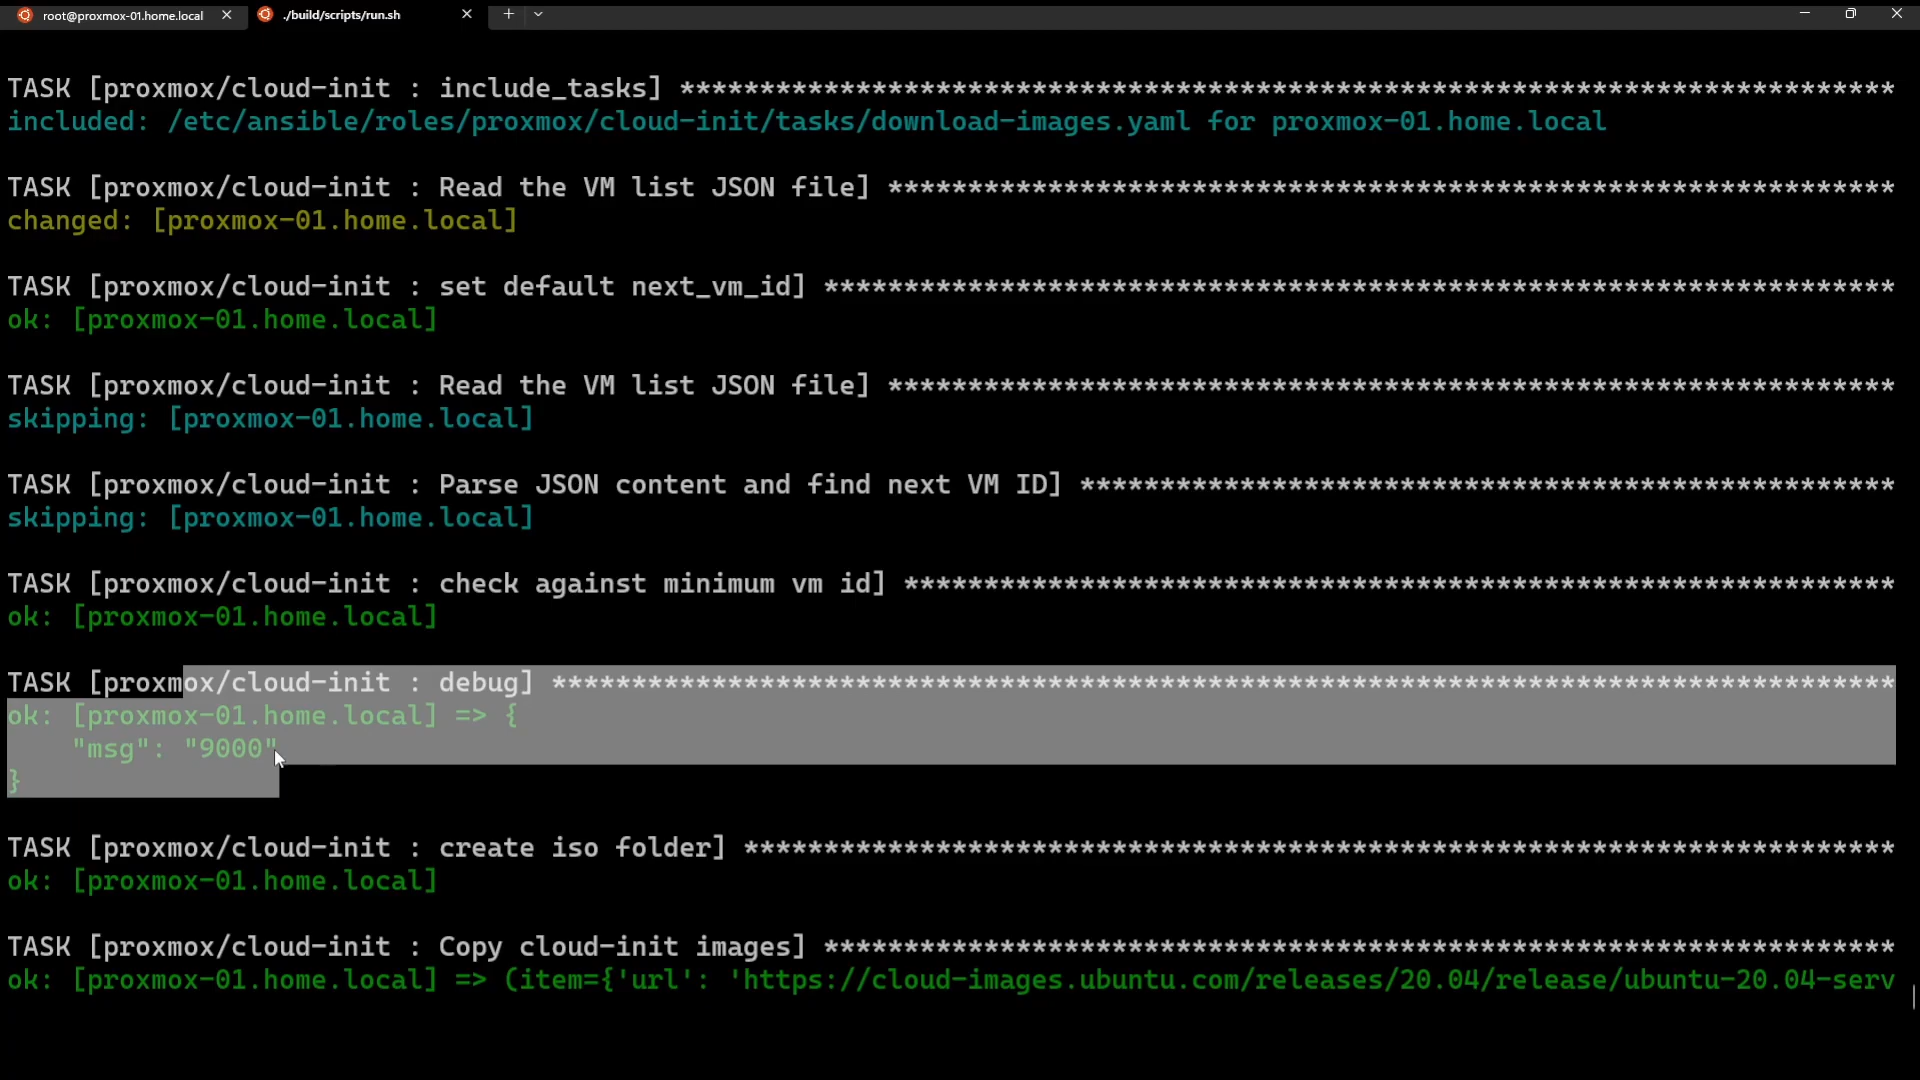 root@proxmox-01.home.local
./build/scripts/run.sh
TASK [proxmox/cloud-init : include_tasks] ****************************************************************************
included: /etc/ansible/roles/proxmox/cloud-init/tasks/download-images.yaml for proxmox-01.home.local
TASK [proxmox/cloud-init : Read the VM list JSON file] ***************************************************************
changed: [proxmox-01.home.local]
TASK [proxmox/cloud-init : set default next_vm_id] *******************************************************************
ok: [proxmox-01.home.local]
TASK [proxmox/cloud-init : Read the VM list JSON file] ***************************************************************
skipping: [proxmox-01.home.local]
TASK [proxmox/cloud-init : Parse JSON content and find next VM ID] ***************************************************
skipping: [proxmox-01.home.local]
TASK [proxmox/cloud-init : check against minimum vm id] **************************************************************
ok: [proxmox-01.home.local]
TASK [proxmox/cloud-init : debug] ************************************************************************************
ok: [proxmox-01.home.local] => {
"msg": "9000"
}
TASK [proxmox/cloud-init : create iso folder] ************************************************************************
ok: [proxmox-01.home.local]
TASK [proxmox/cloud-init : Copy cloud-init images] *******************************************************************
ok: [proxmox-01.home.local] => (item={'url': 'https://cloud-images.ubuntu.com/releases/20.04/release/ubuntu-20.04-serv